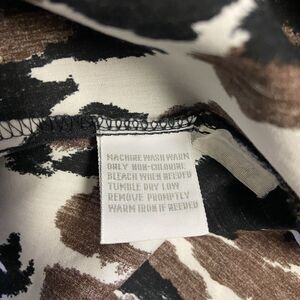 MACHINE WASH WARM
ONLY NON-CHLORINE
BLEACH WHEN NEEDED
TUMBLE DRY LOW
REMOVE PROMPTLY
WARM IRON IF NEEDED